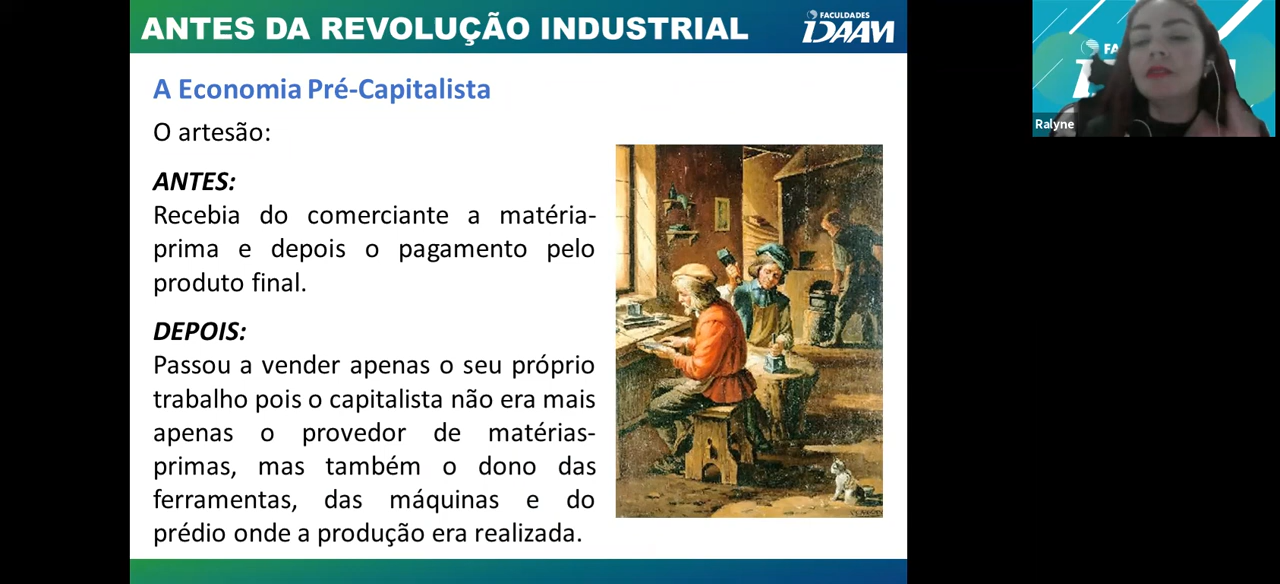 ANTES DA REVOLUÇÃO INDUSTRIAL
FACULDADES
IDAAM
A Economia Pré-Capitalista
O artesão:
ANTES:
Recebia do comerciante a matéria-
prima e depois o pagamento pelo
produto final.
DEPOIS:
Passou a vender apenas o seu próprio
trabalho pois o capitalista não era mais
apenas o provedor de matérias-
primas, mas também o dono das
ferramentas, das máquinas e do
prédio onde a produção era realizada.
FA
Ralyne